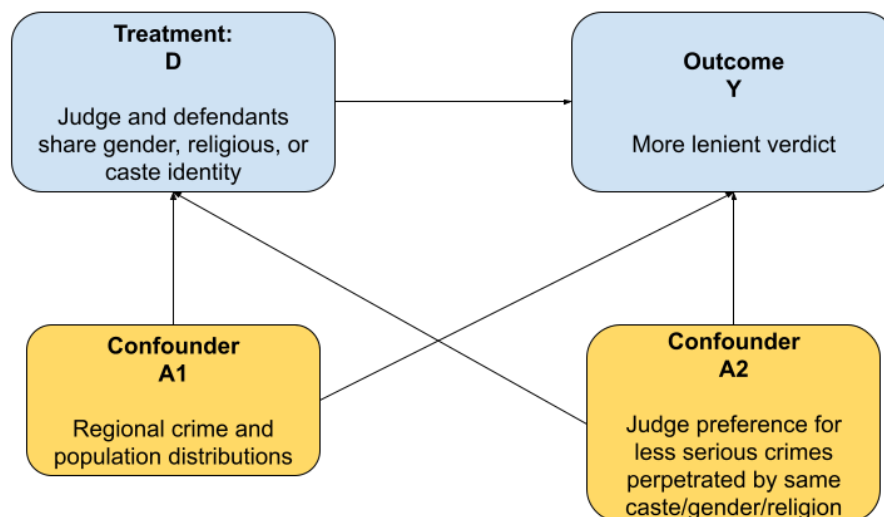 Treatment:
D
Judge and defendants
share gender, religious, or
caste identity
Outcome
Y
More lenient verdict
Confounder
A1
Regional crime and
population distributions
Confounder
A2
Judge preference for
less serious crimes
perpetrated by same
caste/gender/religion